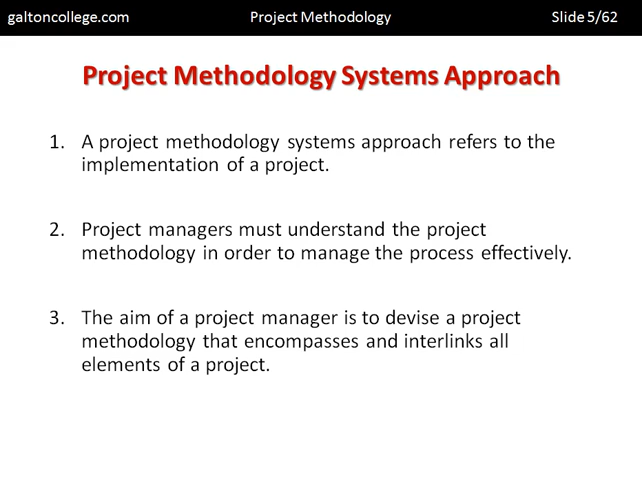 galtoncollege.com Project Methodology Slide 5/62
Project Methodology Systems Approach
1. A project methodology systems approach refers to the
implementation of a project.
2. Project managers must understand the project
methodology in order to manage the process effectively.
3. The aim of a project manager is to devise a project
methodology that encompasses and interlinks all
elements of a project.